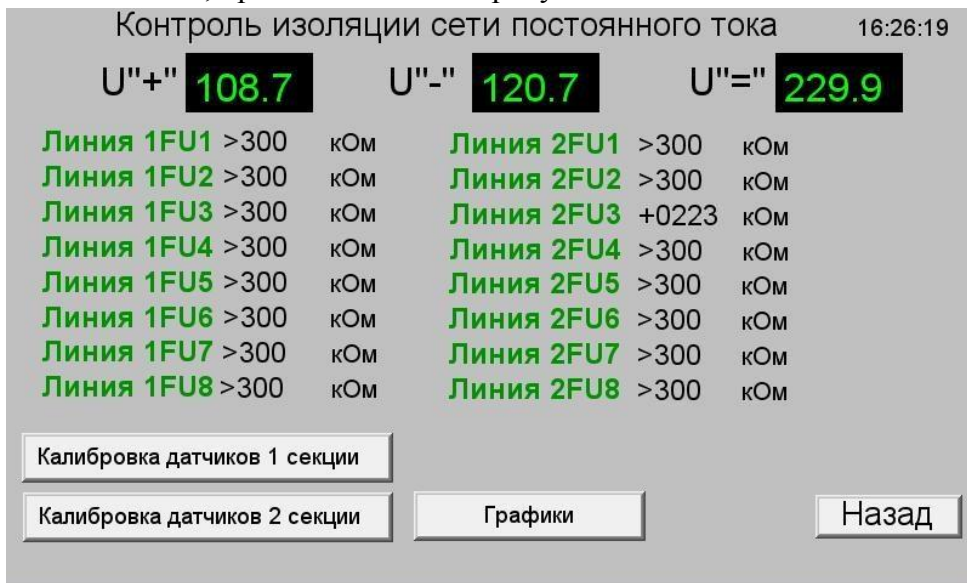 Контроль изоляции сети постоянного тока 16:26:19
U"+" 108.7 U"-" 120.7 U"=" 229.9
Линия 1FU1 >300 кОм Линия 2FU1 >300 кОм
Линия 1FU2 >300 кОм Линия 2FU2 >300 кОм
Линия 1FU3 >300 кОм Линия 2FU3 +0223 кОм
Линия 1FU4 >300 кОм Линия 2FU4 >300 кОм
Линия 1FU5 >300 кОм Линия 2FU5 >300 кОм
Линия 1FU6 >300 кОм Линия 2FU6 >300 кОм
Линия 1FU7 >300 кОм Линия 2FU7 >300 кОм
Линия 1FU8 >300 кОм Линия 2FU8 >300 кОм
Калибровка датчиков 1 секции
Калибровка датчиков 2 секции Графики Назад